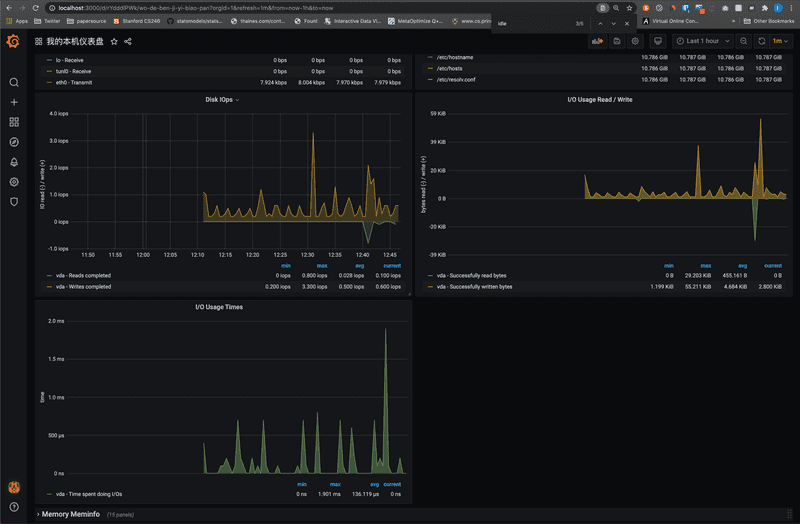 localhost:3000/d/rYdddlPWk/wo-de-ben-ji-yi-biao-pan?orgId=1&refresh=1m&from=now-1h&to=now
idle 3/5
Bookmarks Twitter papersource Stanford CS246 statsmodels/statsmo... thaines.com/content... Fount Interactive Data Vi... MetaOptimize Q+... www.cs.princ Virtual Online Con... Other Bookmarks
我的本机仪表盘 Last 1 hour 1m
lo - Receive 0 bps 0 bps 0 bps 0 bps
tunl0 - Receive 0 bps 0 bps 0 bps 0 bps
eth0 - Transmit 7.924 kbps 8.004 kbps 7.970 kbps 7.979 kbps
/etc/hostname 10.786 GiB 10.787 GiB 10.786 GiB 10.787 GiB
/etc/hosts 10.786 GiB 10.787 GiB 10.786 GiB 10.787 GiB
/etc/resolv.conf 10.786 GiB 10.787 GiB 10.786 GiB 10.787 GiB
Disk IOps
IO read (-) / write (+)
4.0 iops
3.0 iops
2.0 iops
1.0 iops
0 iops
-1.0 iops
11:50 11:55 12:00 12:05 12:10 12:15 12:20 12:25 12:30 12:35 12:40 12:45
min max avg current
vda - Reads completed 0 iops 0.800 iops 0.028 iops 0.100 iops
vda - Writes completed 0.200 iops 3.300 iops 0.500 iops 0.600 iops
I/O Usage Read / Write
bytes read (-) / write (+)
59 KiB
39 KiB
20 KiB
0 B
-20 KiB
-39 KiB
min max avg current
vda - Successfully read bytes 0 B 29.203 KiB 455.161 B 0 B
vda - Successfully written bytes 1.199 KiB 55.211 KiB 4.684 KiB 2.800 KiB
I/O Usage Times
time
2.0 ms
1.5 ms
1.0 ms
500 µs
0 ns
min max avg current
vda - Time spent doing I/Os 0 ns 1.901 ms 136.119 µs 0 ns
Memory Meminfo (15 panels)